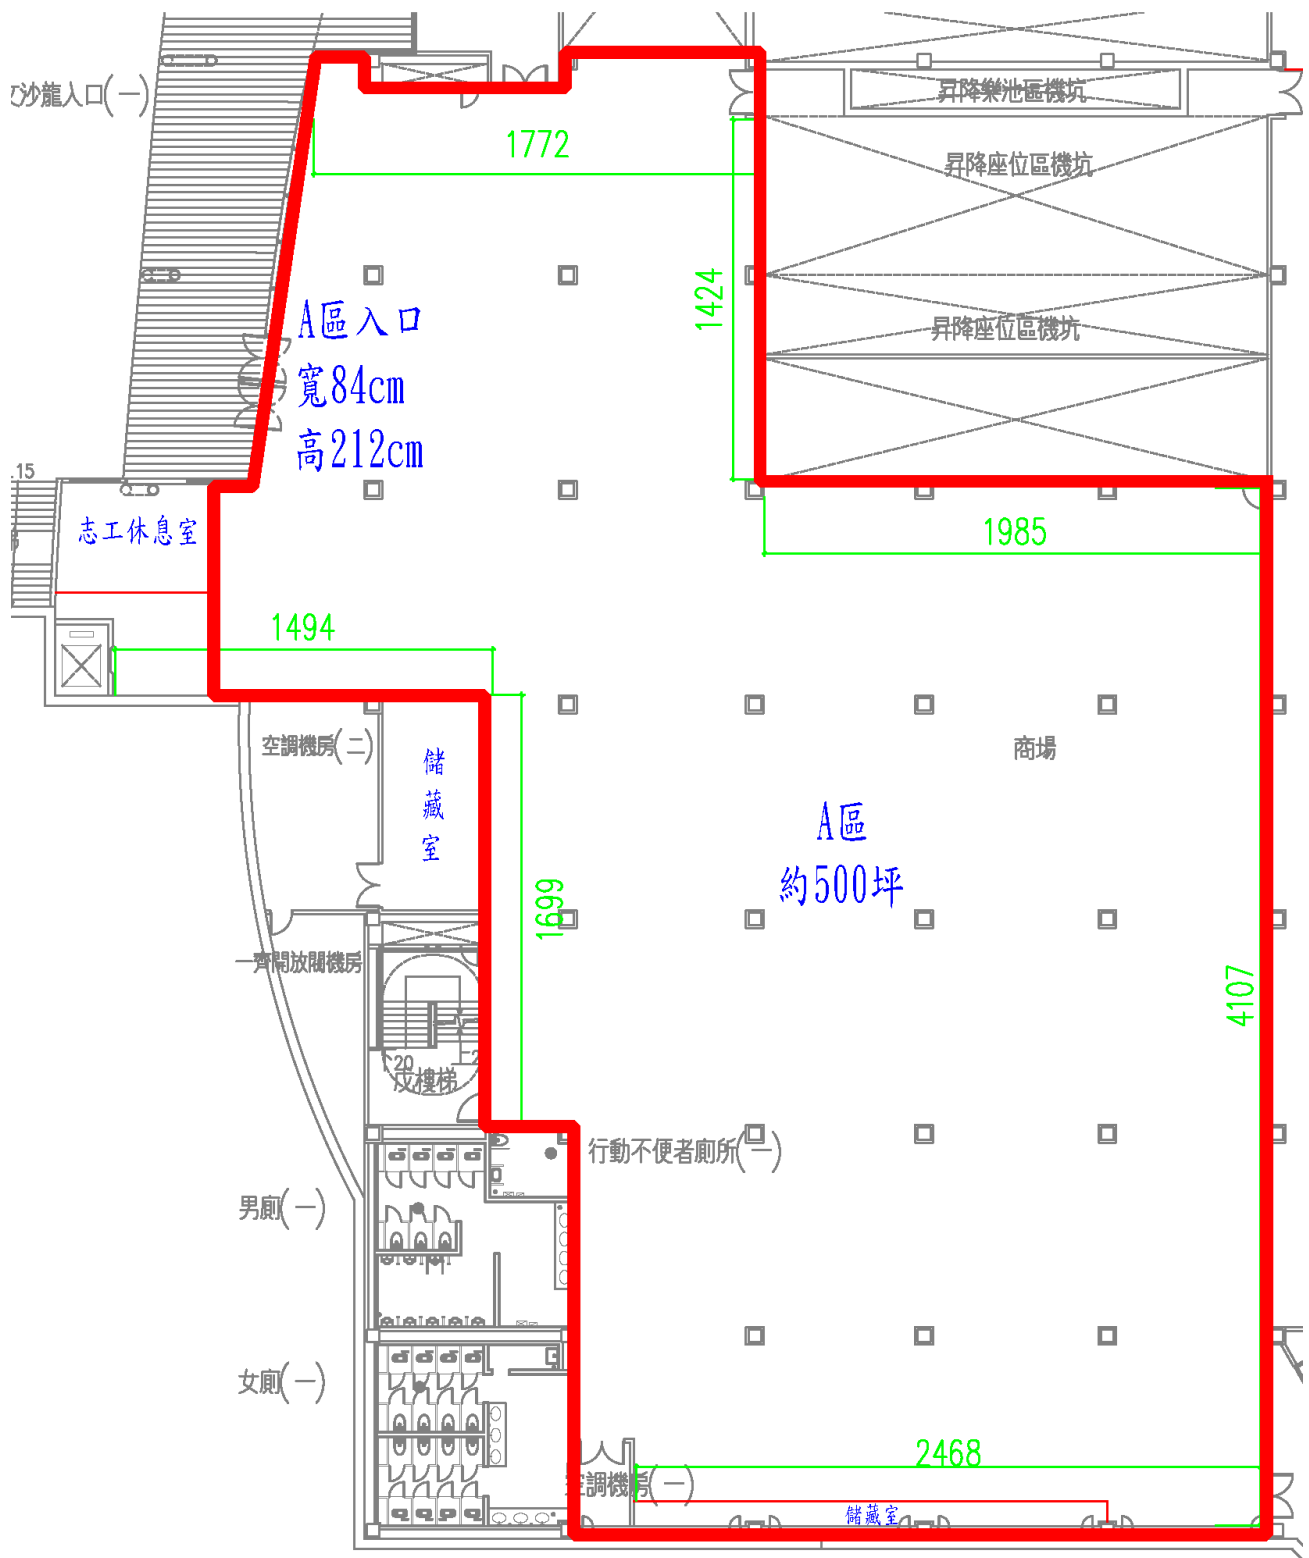 沙龍入口(一)
昇降樂池區機坑
1772
昇降座位區機坑
1424
A區入口
寬84cm
高212cm
昇降座位區機坑
15
志工休息室
1985
1494
空調機房(二)
儲藏室
商場
A區
約500坪
1699
一齊開放閥機房
4107
下20
戊樓梯
行動不便者廁所(一)
男廁(一)
女廁(一)
2468
空調機房(一)
儲藏室